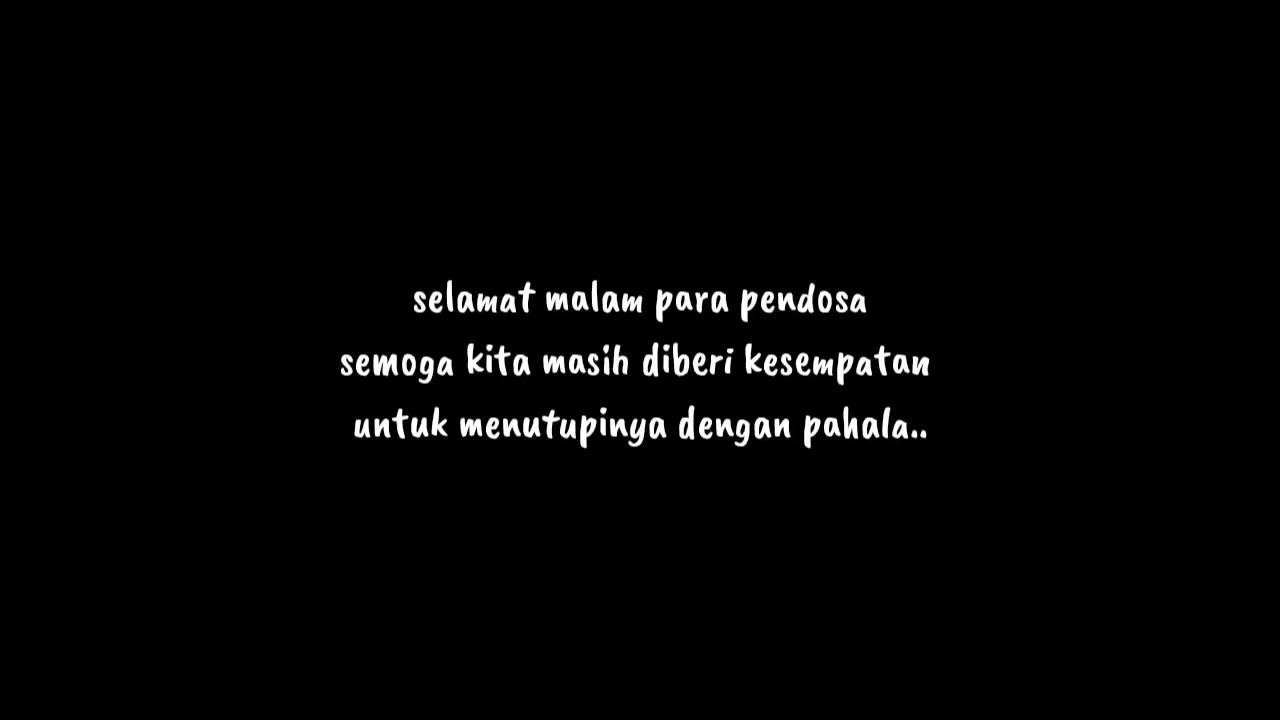 selamat malam para pendosa
semoga kita masih diberi kesempatan
untuk menutupinya dengan pahala..